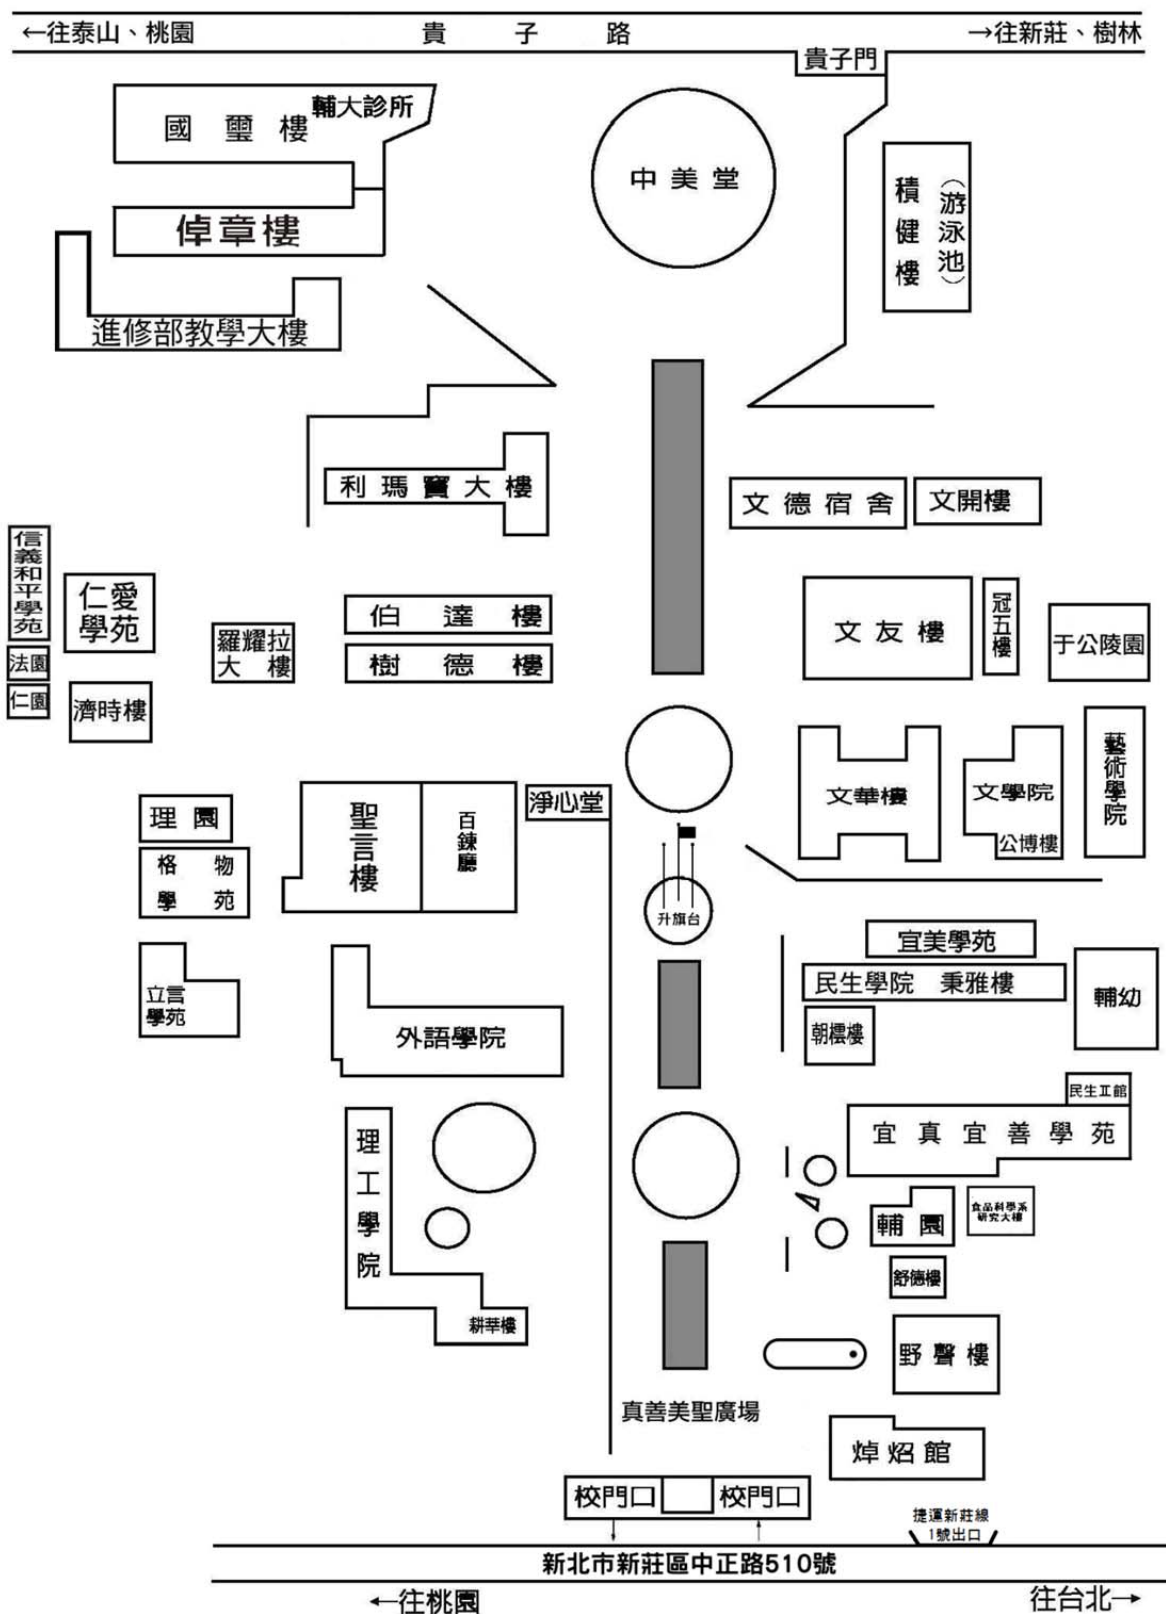 ←往泰山、桃園
貴子路
→往新莊、樹林
貴子門
輔大診所
國璽樓
中美堂
積健樓
（游泳池）
倬章樓
進修部教學大樓
利瑪竇大樓
文德宿舍
文開樓
信義和平學苑
仁愛
學苑
伯達樓
文友樓
冠五樓
于公陵園
羅耀拉
大樓
樹德樓
法園
仁園
濟時樓
藝術學院
文華樓
文學院
公博樓
淨心堂
聖言樓
百鍊廳
理園
格物
學苑
升旗台
宜美學苑
民生學院 秉雅樓
輔幼
立言
學苑
外語學院
朝橒樓
民生II館
宜真宜善學苑
理工學院
輔園
食品科學系
研究大樓
舒德樓
耕莘樓
野聲樓
真善美聖廣場
焯炤館
校門口
校門口
捷運新莊線
1號出口
新北市新莊區中正路510號
←往桃園
往台北→